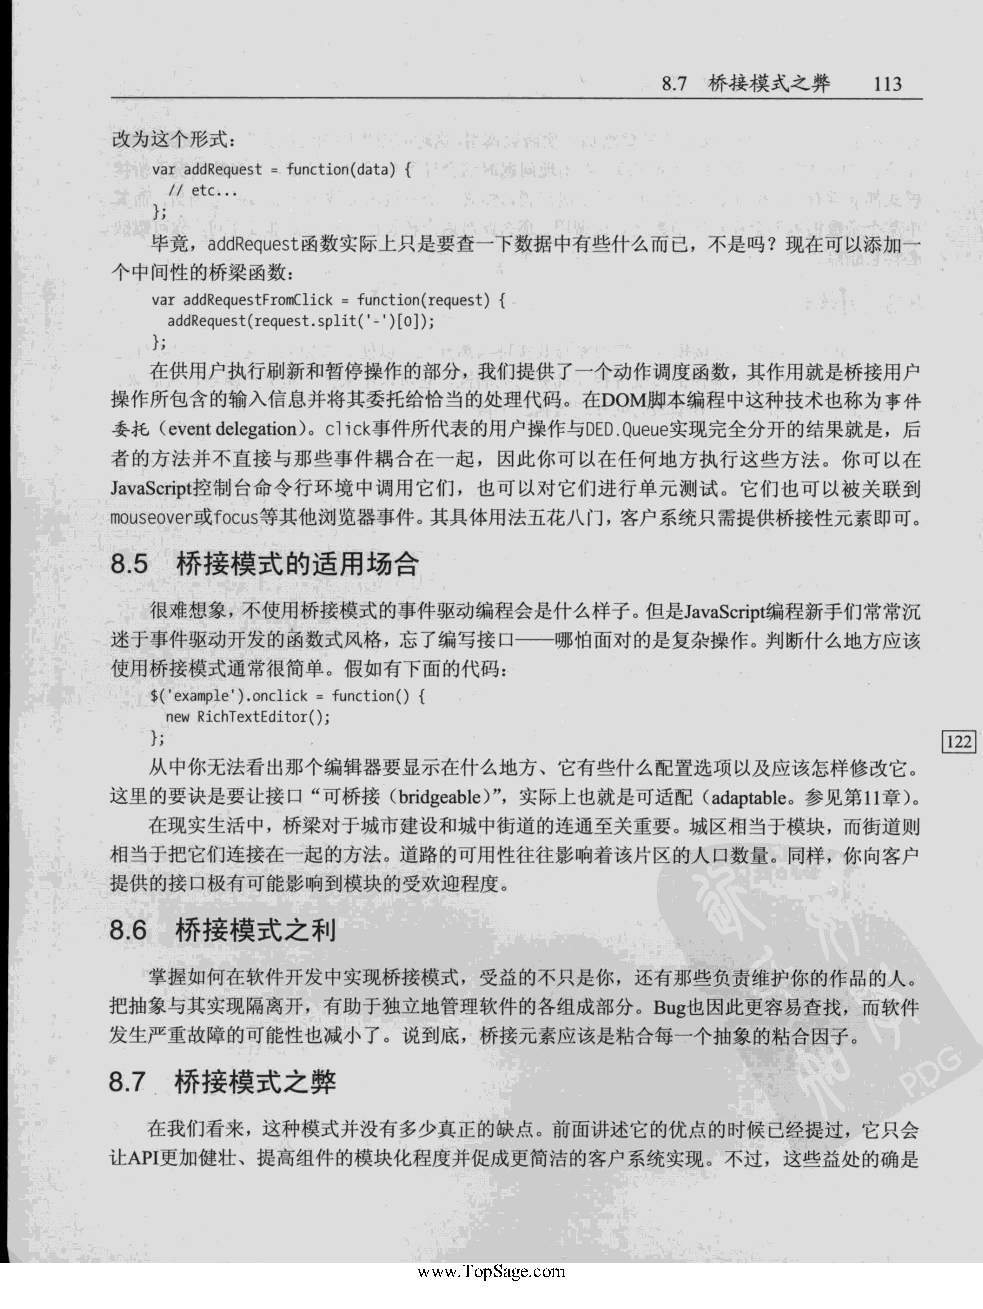 8.7 桥接模式之弊 113
改为这个形式：
var addRequest = function(data) {
// etc...
};
毕竟，addRequest函数实际上只是要查一下数据中有些什么而已，不是吗？现在可以添加一
个中间性的桥梁函数：
var addRequestFromClick = function(request) {
addRequest(request.split('-')[0]);
};
在供用户执行刷新和暂停操作的部分，我们提供了一个动作调度函数，其作用就是桥接用户
操作所包含的输入信息并将其委托给恰当的处理代码。在DOM脚本编程中这种技术也称为事件
委托（event delegation）。click事件所代表的用户操作与DED.Queue实现完全分开的结果就是，后
者的方法并不直接与那些事件耦合在一起，因此你可以在任何地方执行这些方法。你可以在
JavaScript控制台命令行环境中调用它们，也可以对它们进行单元测试。它们也可以被关联到
mouseover或focus等其他浏览器事件。其具体用法五花八门，客户系统只需提供桥接性元素即可。
8.5 桥接模式的适用场合
很难想象，不使用桥接模式的事件驱动编程会是什么样子。但是JavaScript编程新手们常常沉
迷于事件驱动开发的函数式风格，忘了编写接口——哪怕面对的是复杂操作。判断什么地方应该
使用桥接模式通常很简单。假如有下面的代码：
$('example').onclick = function() {
new RichTextEditor();
};
122
从中你无法看出那个编辑器要显示在什么地方、它有些什么配置选项以及应该怎样修改它。
这里的要诀是要让接口“可桥接（bridgeable）”，实际上也就是可适配（adaptable。参见第11章）。
在现实生活中，桥梁对于城市建设和城中街道的连通至关重要。城区相当于模块，而街道则
相当于把它们连接在一起的方法。道路的可用性往往影响着该片区的人口数量。同样，你向客户
提供的接口极有可能影响到模块的受欢迎程度。
8.6 桥接模式之利
掌握如何在软件开发中实现桥接模式，受益的不只是你，还有那些负责维护你的作品的人。
把抽象与其实现隔离开，有助于独立地管理软件的各组成部分。Bug也因此更容易查找，而软件
发生严重故障的可能性也减小了。说到底，桥接元素应该是粘合每一个抽象的粘合因子。
8.7 桥接模式之弊
PDG
在我们看来，这种模式并没有多少真正的缺点。前面讲述它的优点的时候已经提过，它只会
让API更加健壮、提高组件的模块化程度并促成更简洁的客户系统实现。不过，这些益处的确是
www.TopSage.com